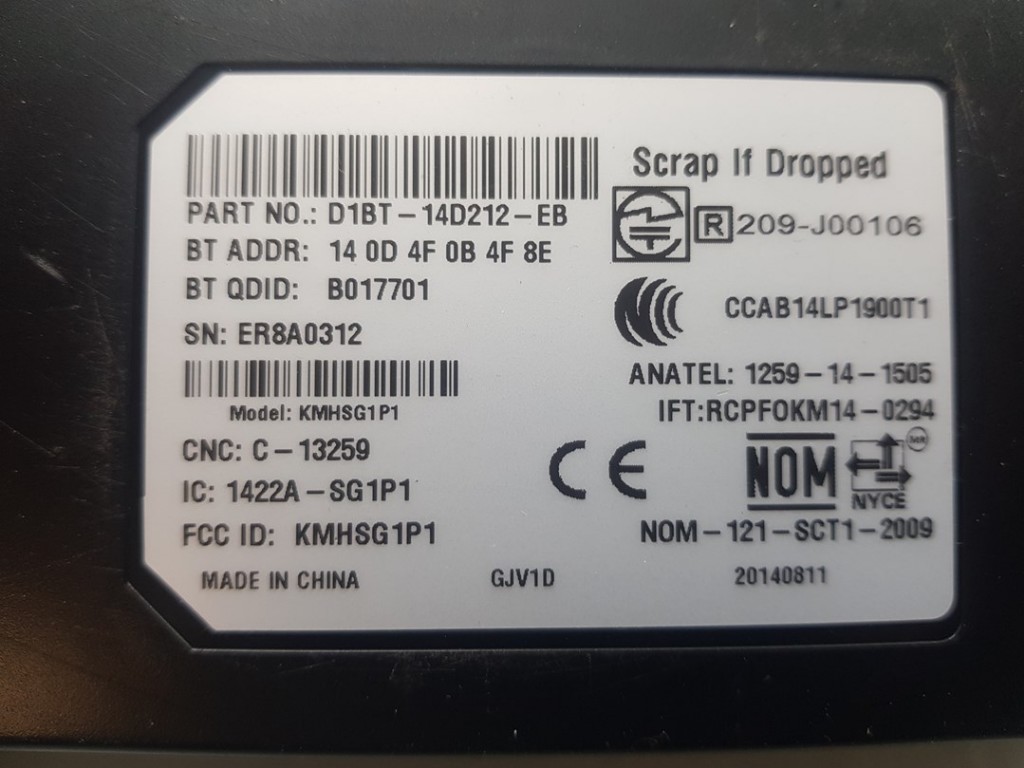 Scrap If Dropped
PART NO.: D1BT-14D212-EB
R 209-J00106
BT ADDR: 14 0D 4F 0B 4F 8E
BT QDID: B017701
CCAB14LP1900T1
SN: ER8A0312
ANATEL: 1259-14-1505
Model: KMHSG1P1
IFT:RCPFOKM14-0294
CNC: C-13259
CE
NOM
NYCE
IC: 1422A-SG1P1
FCC ID: KMHSG1P1
NOM-121-SCT1-2009
MADE IN CHINA
GJV1D
20140811